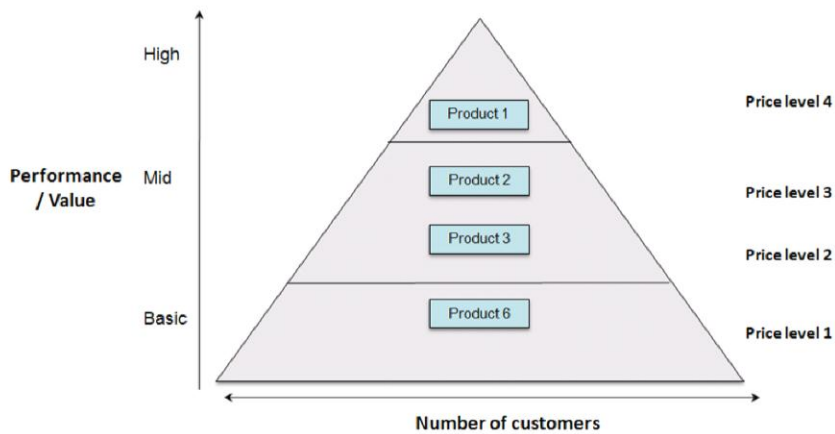 High
Product 1
Price level 4
Performance
/ Value
Mid
Product 2
Price level 3
Product 3
Price level 2
Basic
Product 6
Price level 1
Number of customers